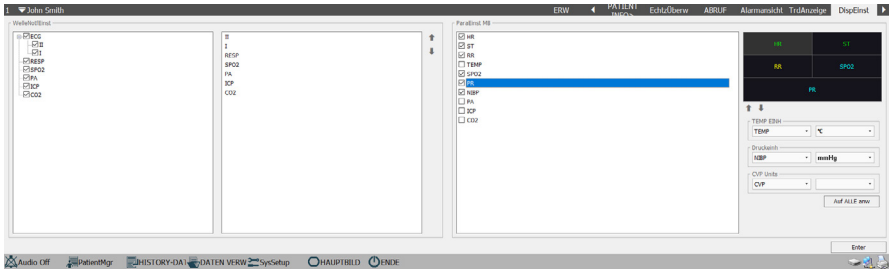 1 John Smith ERW PATIENT INFO> EchtzÜberw ABRUF Alarmansicht TrdAnzeige DispEinst
WelleNotfEinst
ECG
II
I
RESP
SPO2
PA
ICP
CO2
II
I
RESP
SPO2
PA
ICP
CO2
ParaEinst MB
HR
ST
RR
TEMP
SPO2
PR
NIBP
PA
ICP
CO2
HR ST
RR SPO2
PR
TEMP EINH
TEMP ℃
Druckeinh
NIBP mmHg
CVP Units
CVP
Auf ALLE anw
Enter
Audio Off PatientMgr HISTORY-DAT DATEN VERW SysSetup HAUPTBILD ENDE